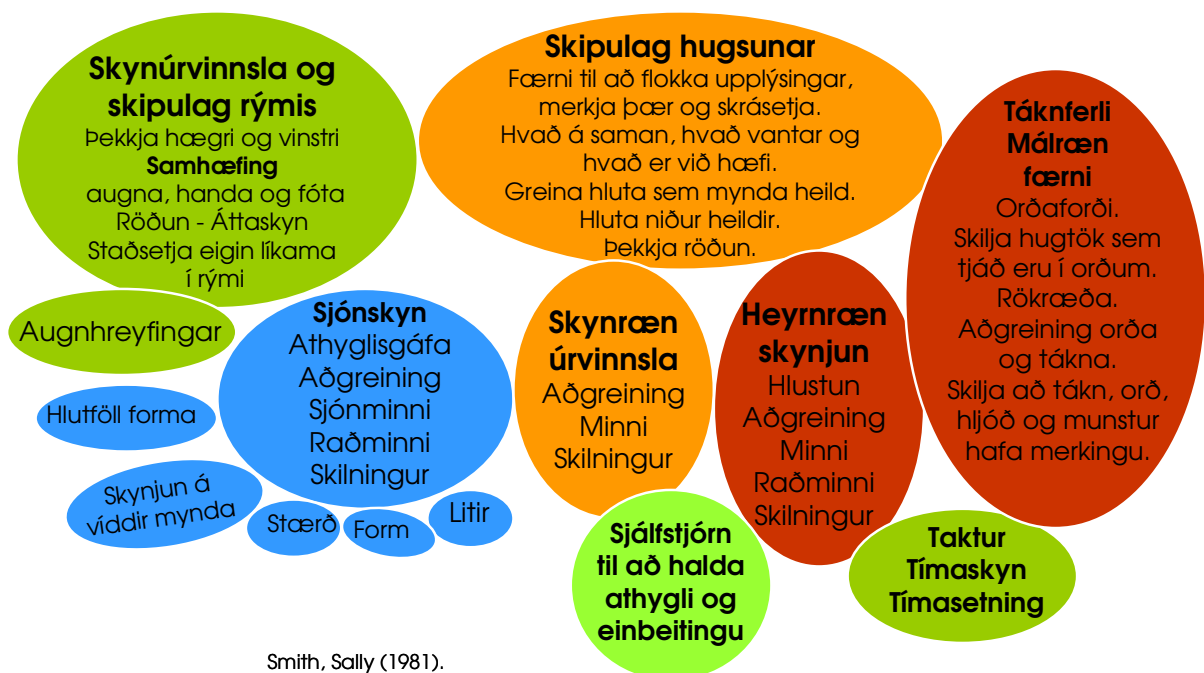 Skynúrvinnsla og
skipulag rýmis
Þekkja hægri og vinstri
Samhæfing
augna, handa og fóta
Röðun - Áttaskyn
Staðsetja eigin líkama
í rými
Skipulag hugsunar
Færni til að flokka upplýsingar,
merkja þær og skrásetja.
Hvað á saman, hvað vantar og
hvað er við hæfi.
Greina hluta sem mynda heild.
Hluta niður heildir.
Þekkja röðun.
Táknferli
Málræn
færni
Orðaforði.
Skilja hugtök sem
tjáð eru í orðum.
Rökræða.
Aðgreining orða
og tákna.
Skilja að tákn, orð,
hljóð og munstur
hafa merkingu.
Augnhreyfingar
Sjónskyn
Athyglisgáfa
Aðgreining
Sjónminni
Raðminni
Skilningur
Skynræn
úrvinnsla
Aðgreining
Minni
Skilningur
Heyrnræn
skynjun
Hlustun
Aðgreining
Minni
Raðminni
Skilningur
Hlutföll forma
Skynjun á
víddir mynda
Stærð
Form
Litir
Sjálfstjórn
til að halda
athygli og
einbeitingu
Taktur
Tímaskyn
Tímasetning
Smith, Sally (1981).